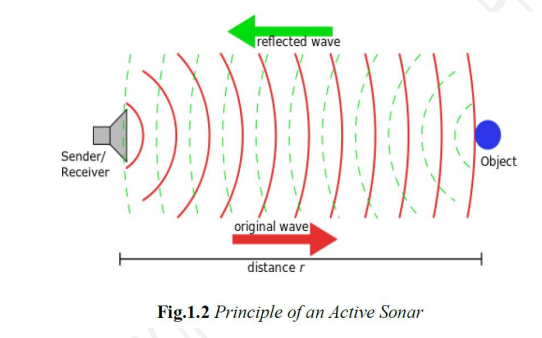 reflected wave
Sender/
Receiver
Object
original wave
distance r
Fig.1.2 Principle of an Active Sonar